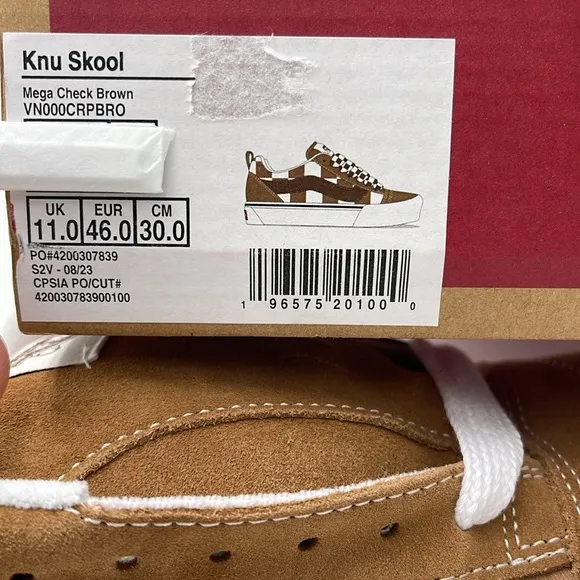 Knu Skool
Mega Check Brown
VN000CRPBRO
UK EUR CM
11.0 46.0 30.0
PO#4200307839
S2V - 08/23
CPSIA PO/CUT#
420030783900100
1 96575 20100 0